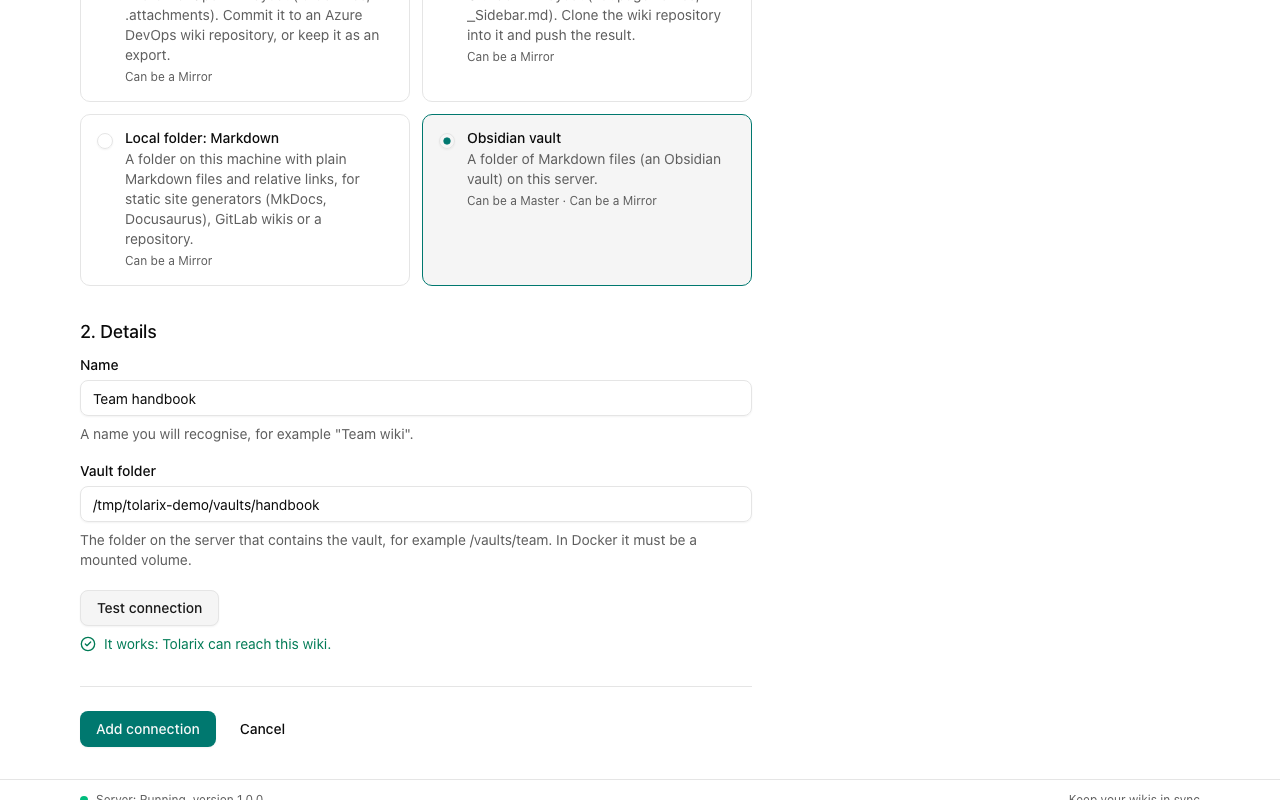 .attachments). Commit it to an Azure
DevOps wiki repository, or keep it as an
export.
Can be a Mirror
_Sidebar.md). Clone the wiki repository
into it and push the result.
Can be a Mirror
Local folder: Markdown
A folder on this machine with plain
Markdown files and relative links, for
static site generators (MkDocs,
Docusaurus), GitLab wikis or a
repository.
Can be a Mirror
Obsidian vault
A folder of Markdown files (an Obsidian
vault) on this server.
Can be a Master · Can be a Mirror
2. Details
Name
Team handbook
A name you will recognise, for example "Team wiki".
Vault folder
/tmp/tolarix-demo/vaults/handbook
The folder on the server that contains the vault, for example /vaults/team. In Docker it must be a
mounted volume.
Test connection
It works: Tolarix can reach this wiki.
Add connection
Cancel
Server: Running, version 1.0.0
Keep your wikis in sync